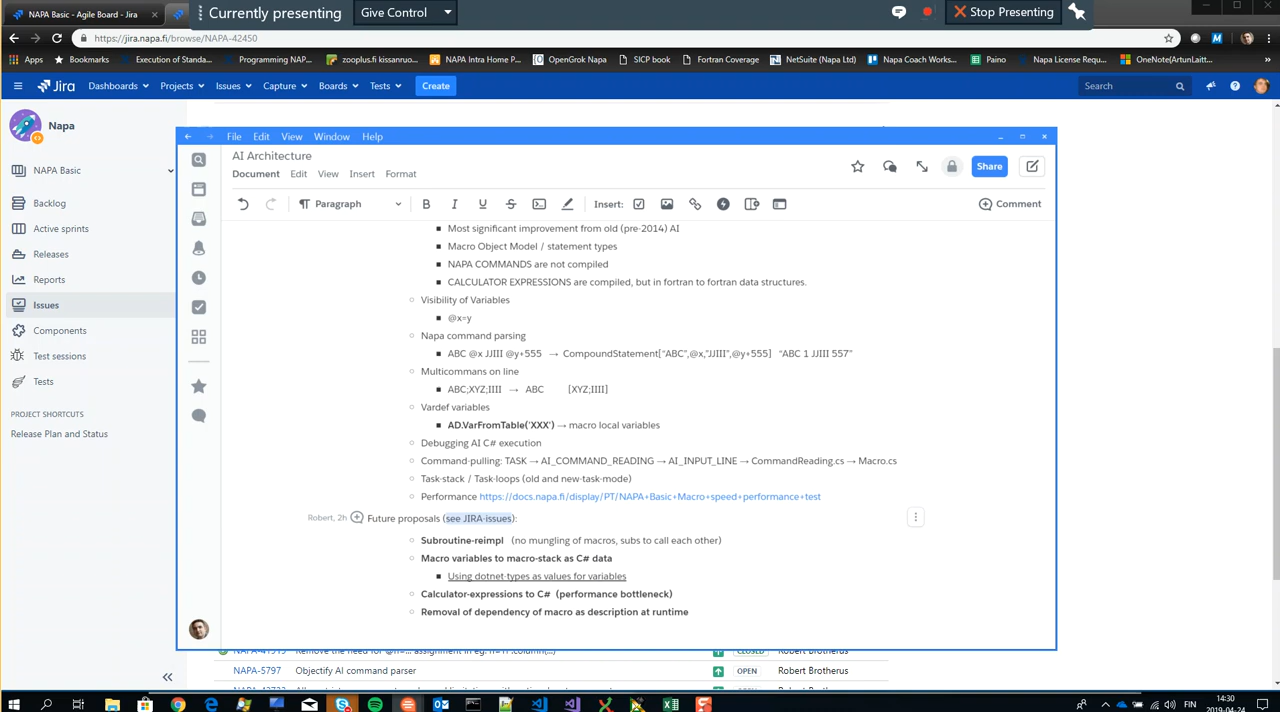 NAPA Basic - Agile Board - Jira
Currently presenting
Give Control
Stop Presenting
https://jira.napa.fi/browse/NAPA-42450
Apps
Bookmarks
Execution of Standa...
Programming NAP...
zooplus.fi kissanruo...
NAPA Intra Home P...
OpenGrok Napa
SICP book
Fortran Coverage
NetSuite (Napa Ltd)
Napa Coach Works...
Paino
Napa License Requ...
OneNote(ArtunLaitt...
Jira
Dashboards
Projects
Issues
Capture
Boards
Tests
Create
Search
Napa
NAPA Basic
Backlog
Active sprints
Releases
Reports
Issues
Components
Test sessions
Tests
PROJECT SHORTCUTS
Release Plan and Status
File Edit View Window Help
AI Architecture
Document Edit View Insert Format
Share
Paragraph
B I U S
Insert:
Comment
Most significant improvement from old (pre-2014) AI
Macro Object Model / statement types
NAPA COMMANDS are not compiled
CALCULATOR EXPRESSIONS are compiled, but in fortran to fortran data structures.
Visibility of Variables
@x=y
Napa command parsing
ABC @x JJIII @y+555 → CompoundStatement["ABC",@x,"JJIII",@y+555] "ABC 1 JJIII 557"
Multicommans on line
ABC;XYZ;IIII → ABC [XYZ;IIII]
Vardef variables
AD.VarFromTable('XXX') → macro local variables
Debugging AI C# execution
Command-pulling: TASK → AI_COMMAND_READING → AI_INPUT_LINE → CommandReading.cs → Macro.cs
Task-stack / Task-loops (old and new-task-mode)
Performance https://docs.napa.fi/display/PT/NAPA+Basic+Macro+speed+performance+test
Robert, 2h
Future proposals (see JIRA-issues):
Subroutine-reimpl (no mungling of macros, subs to call each other)
Macro variables to macro-stack as C# data
Using dotnet-types as values for variables
Calculator-expressions to C# (performance bottleneck)
Removal of dependency of macro as description at runtime
CLOSED
Robert Brotherus
NAPA-5797 Objectify AI command parser
OPEN
Robert Brotherus
FIN
14:30
2019-04-24